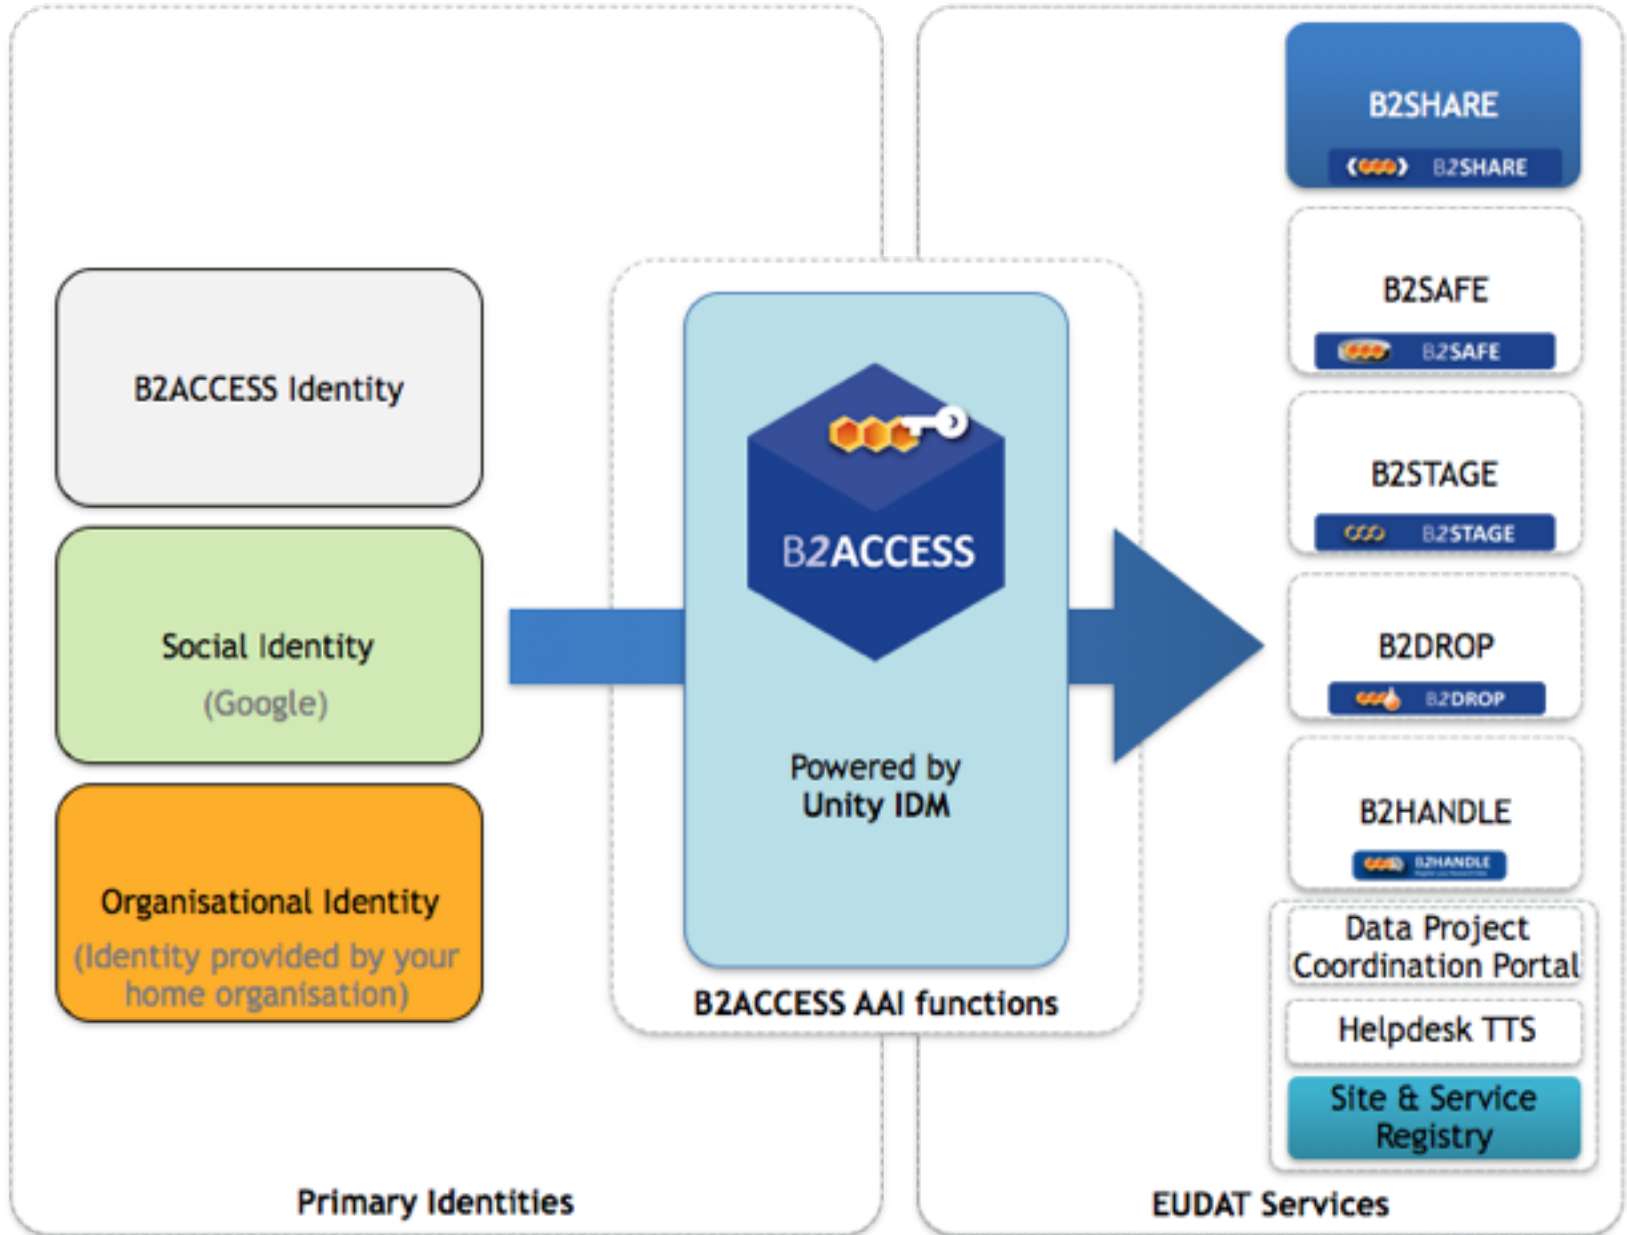 B2ACCESS Identity
Social Identity
(Google)
Organisational Identity
(Identity provided by your
home organisation)
Primary Identities
B2ACCESS
Powered by
Unity IDM
B2ACCESS AAI functions
B2SHARE
B2SHARE
B2SAFE
B2SAFE
B2STAGE
B2STAGE
B2DROP
B2DROP
B2HANDLE
B2HANDLE
Data Project
Coordination Portal
Helpdesk TTS
Site & Service
Registry
EUDAT Services